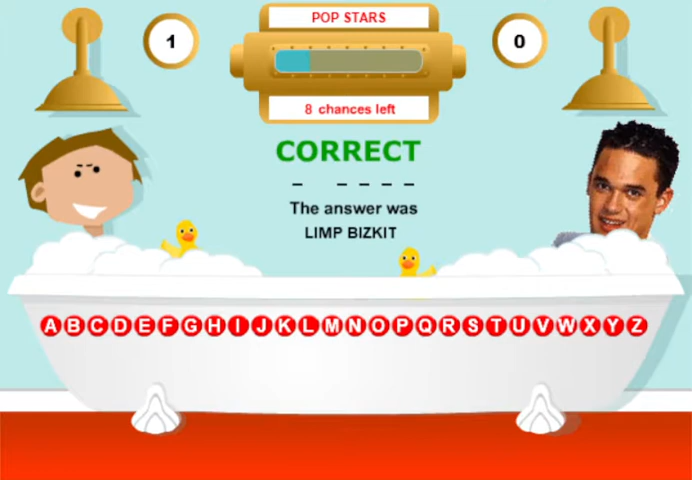 POP STARS
1
0
8 chances left
CORRECT
_ _ _ _ _
The answer was
LIMP BIZKIT
A B C D E F G H I J K L M N O P Q R S T U V W X Y Z